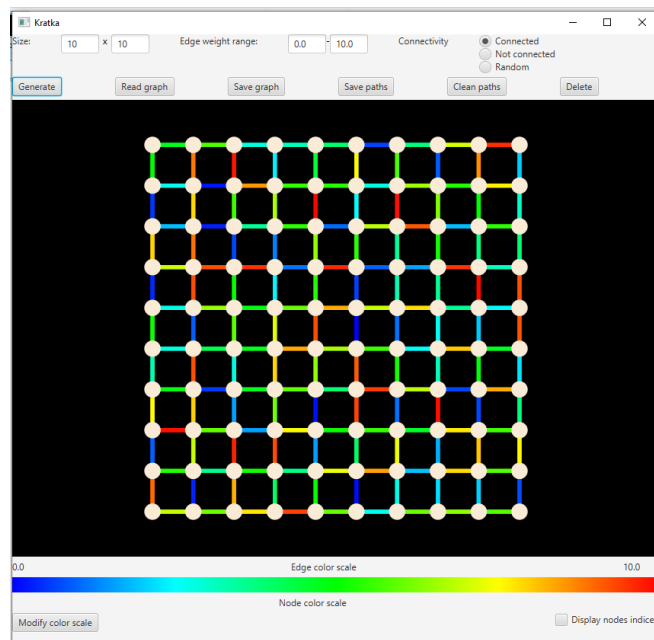 Kratka
Size: 10 x 10 Edge weight range: 0.0 - 10.0 Connectivity Connected
Not connected
Random
Generate Read graph Save graph Save paths Clean paths Delete
0.0 Edge color scale 10.0
Node color scale
Modify color scale Display nodes indice